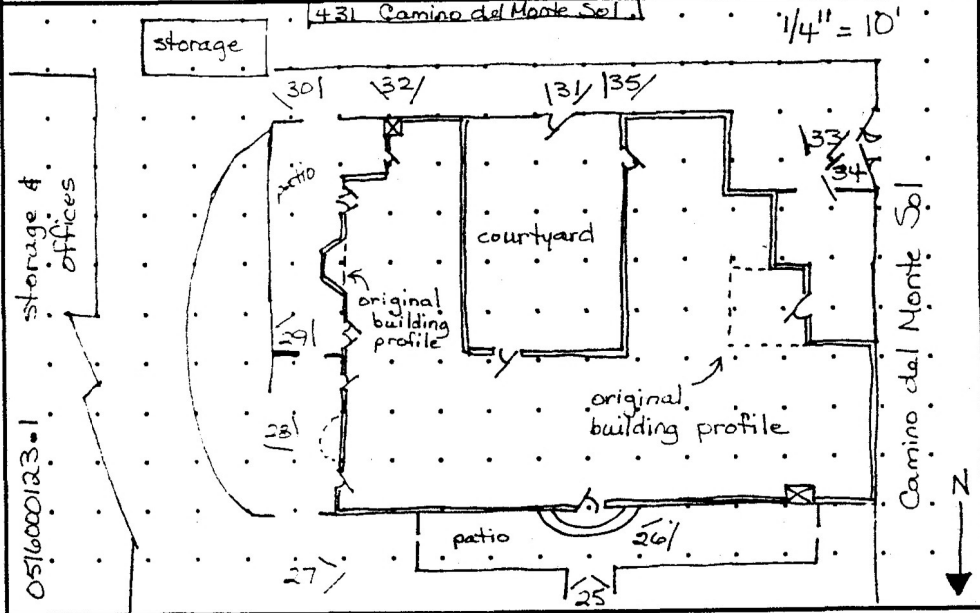 431 Camino del Monte Sol
1/4" = 10'
storage
30
32
31
35
33
34
patio
storage &
offices
courtyard
original
building
profile
29
original
building profile
28
Camino del Monte Sol
N
patio
26
27
25
0516000123.1